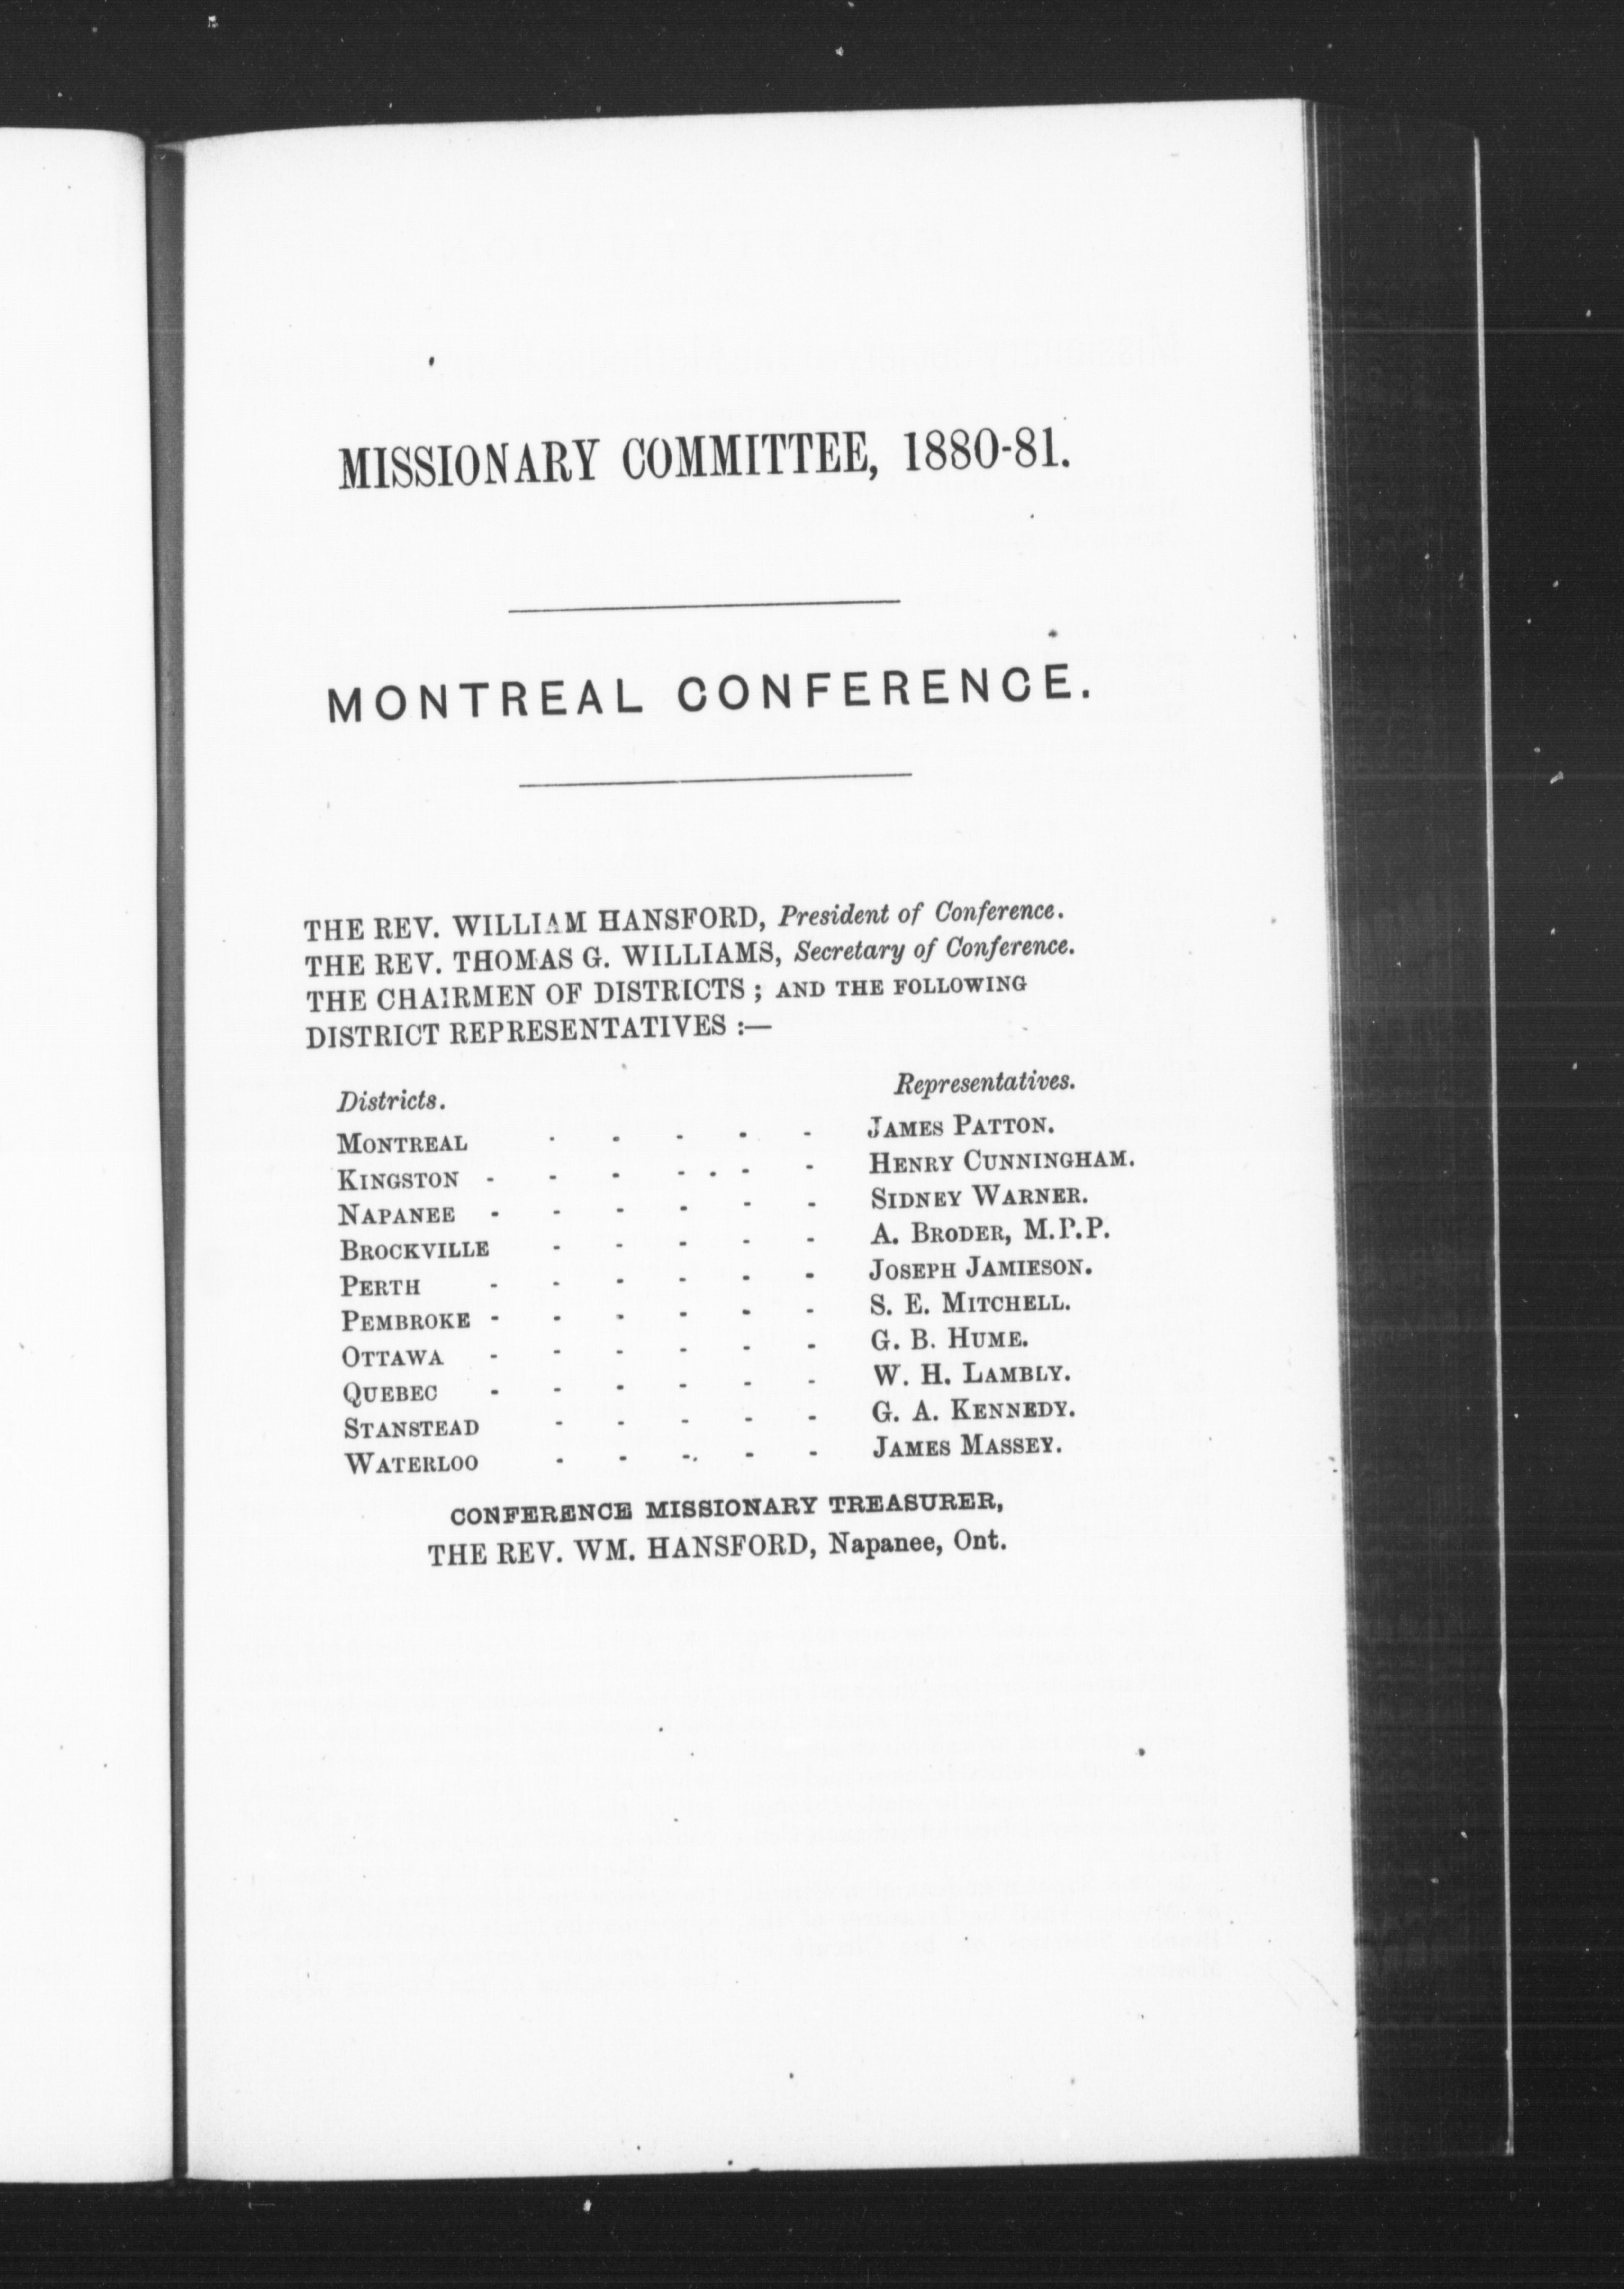 MISSIONARY COMMITTEE, 1880-81.
MONTREAL CONFERENCE.
THE REV. WILLIAM HANSFORD, President of Conference.
THE REV. THOMAS G. WILLIAMS, Secretary of Conference.
THE CHAIRMEN OF DISTRICTS ; AND THE FOLLOWING
DISTRICT REPRESENTATIVES :—
Districts. Representatives.
MONTREAL - - - - - JAMES PATTON.
KINGSTON - - - - - - HENRY CUNNINGHAM.
NAPANEE - - - - - - SIDNEY WARNER.
BROCKVILLE - - - - - A. BRODER, M.P.P.
PERTH - - - - - - JOSEPH JAMIESON.
PEMBROKE - - - - - - S. E. MITCHELL.
OTTAWA - - - - - - G. B. HUME.
QUEBEC - - - - - - W. H. LAMBLY.
STANSTEAD - - - - - G. A. KENNEDY.
WATERLOO - - - - - JAMES MASSEY.
CONFERENCE MISSIONARY TREASURER,
THE REV. WM. HANSFORD, Napanee, Ont.